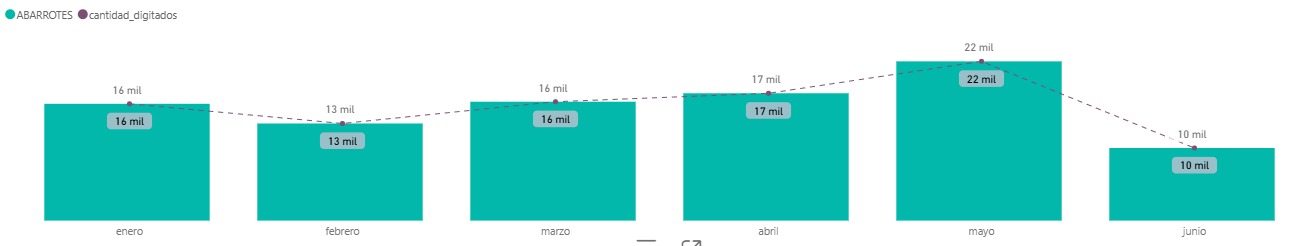 ABARROTES cantidad_digitados
16 mil 13 mil 16 mil 17 mil 22 mil 10 mil
16 mil 13 mil 16 mil 17 mil 22 mil 10 mil
enero febrero marzo abril mayo junio